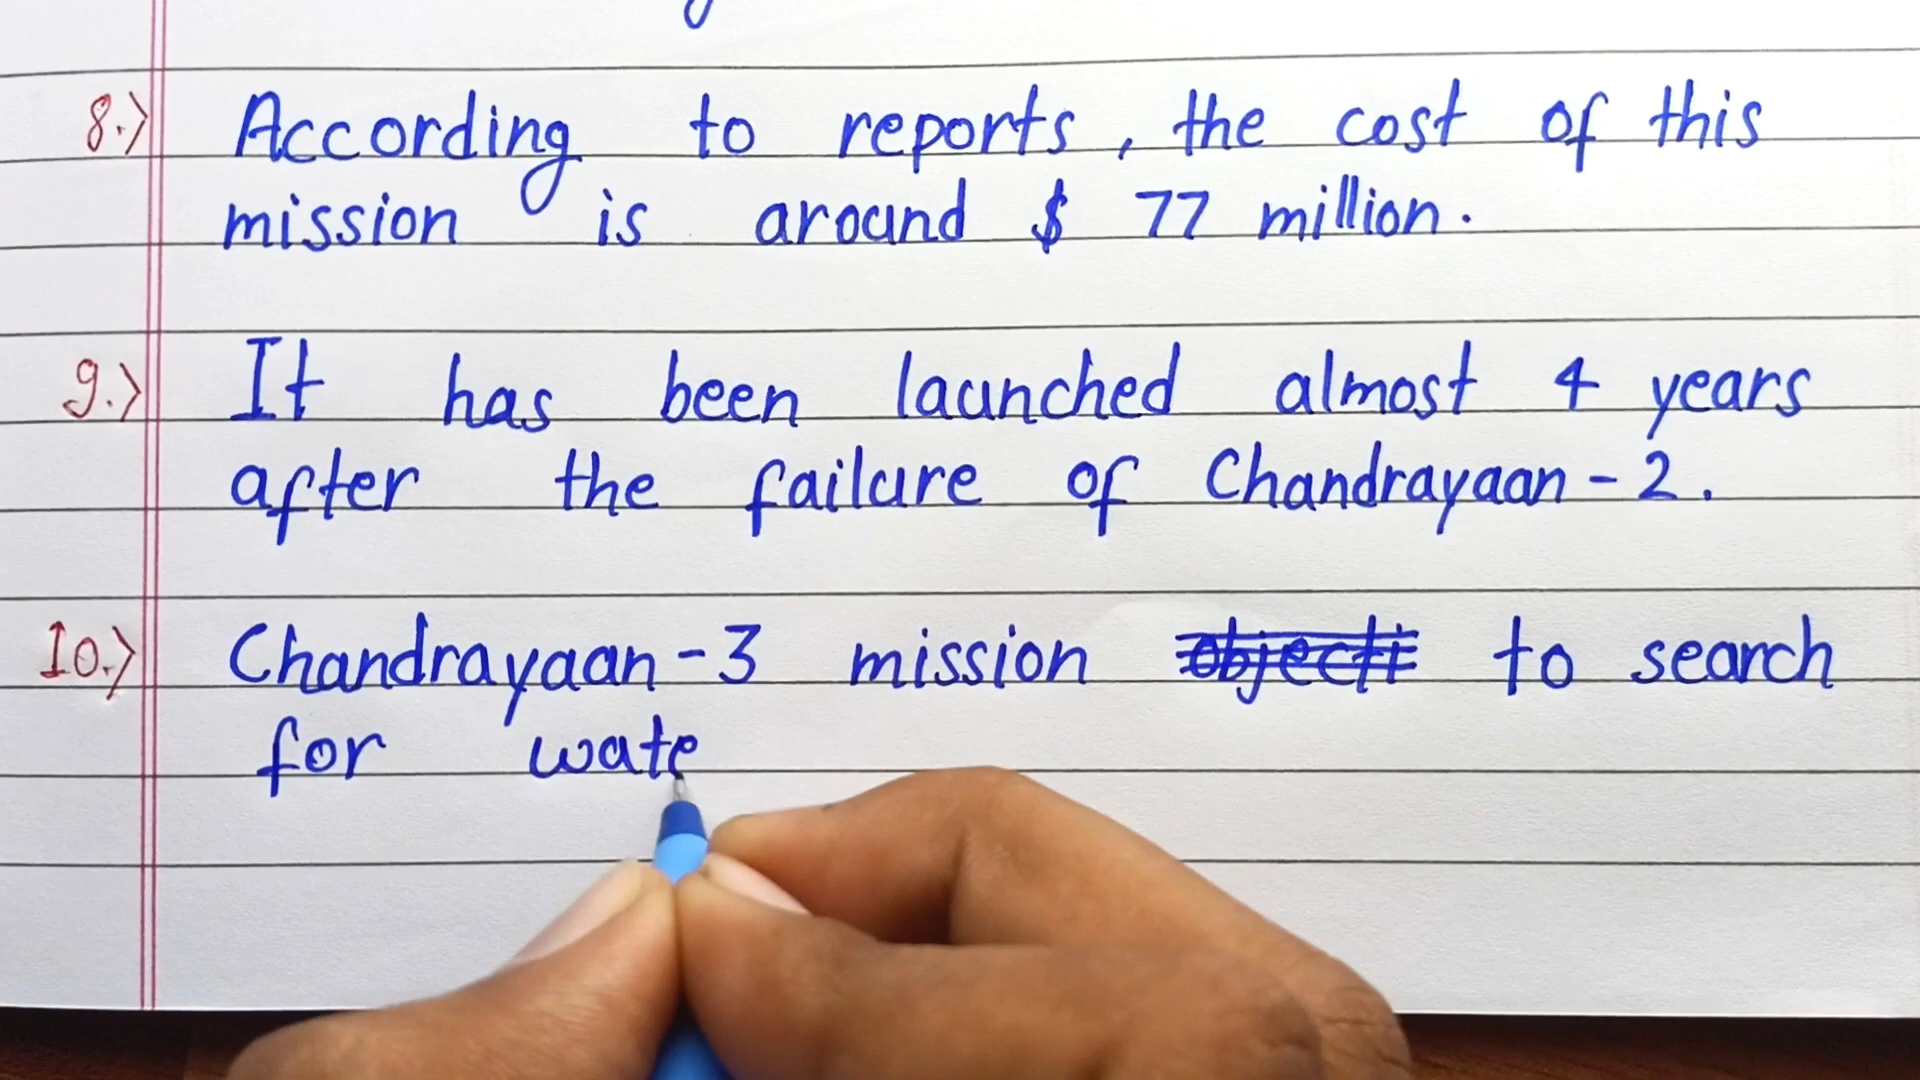 8.) According to reports, the cost of this
mission is around $ 77 million.
9.) It has been launched almost 4 years
after the failure of Chandrayaan-2.
10.) Chandrayaan-3 mission objecti to search
for wate